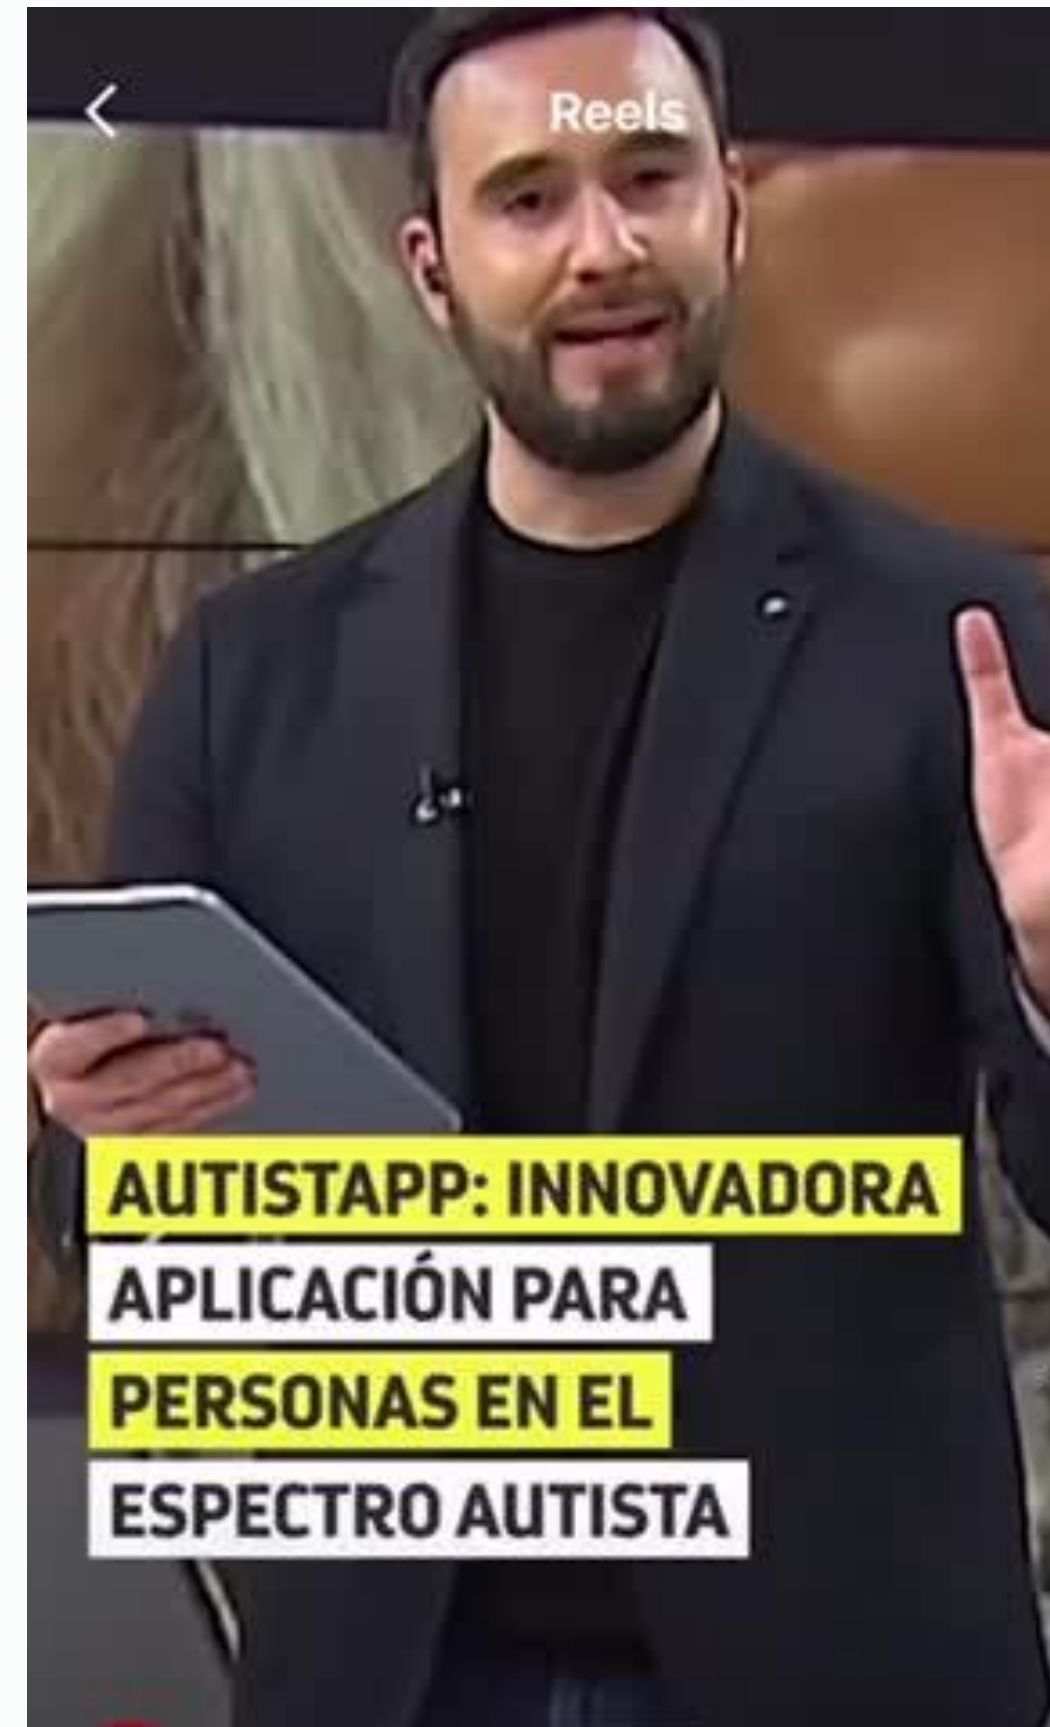 Reels
AUTISTAPP: INNOVADORA
APLICACIÓN PARA
PERSONAS EN EL
ESPECTRO AUTISTA